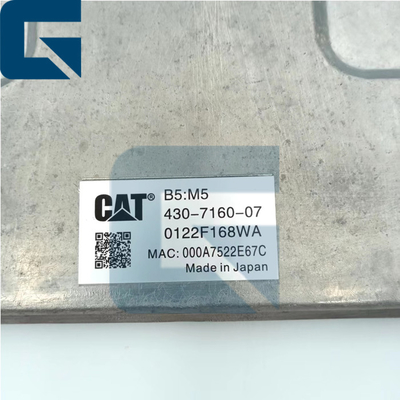 CAT®
B5:M5
430-7160-07
0122F168WA
MAC: 000A7522E67C
Made in Japan